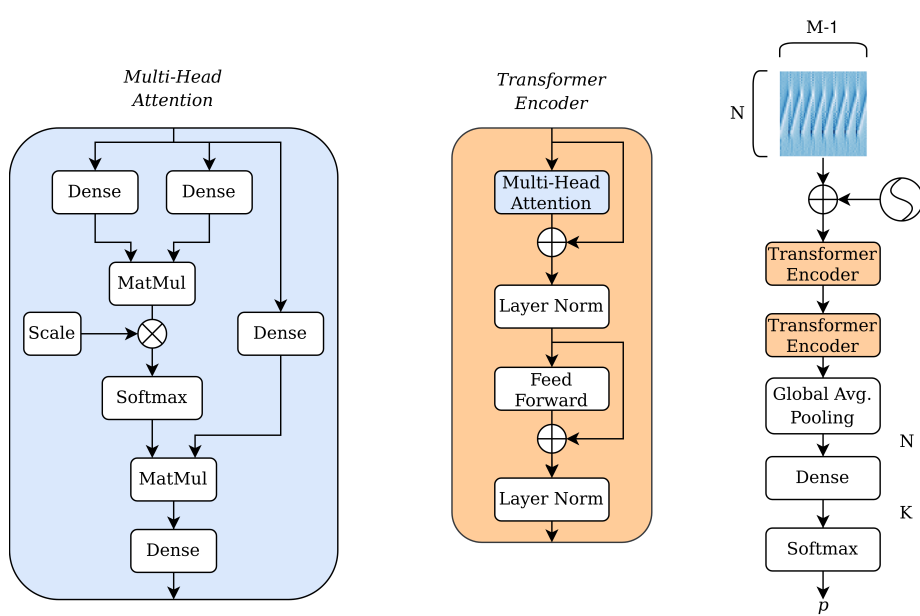 Multi-Head
Attention
Dense
Dense
MatMul
Scale
Dense
Softmax
MatMul
Dense
Transformer
Encoder
Multi-Head
Attention
Layer Norm
Feed
Forward
Layer Norm
M-1
N
Transformer
Encoder
Transformer
Encoder
Global Avg.
Pooling
N
Dense
K
Softmax
p